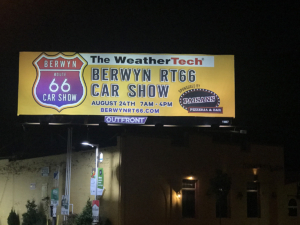 The WeatherTech®
BERWYN
ROUTE
66
CAR SHOW
BERWYN RT66
CAR SHOW
AUGUST 24TH 7AM - 4PM
BERWYNRT66.COM
OUTFRONT